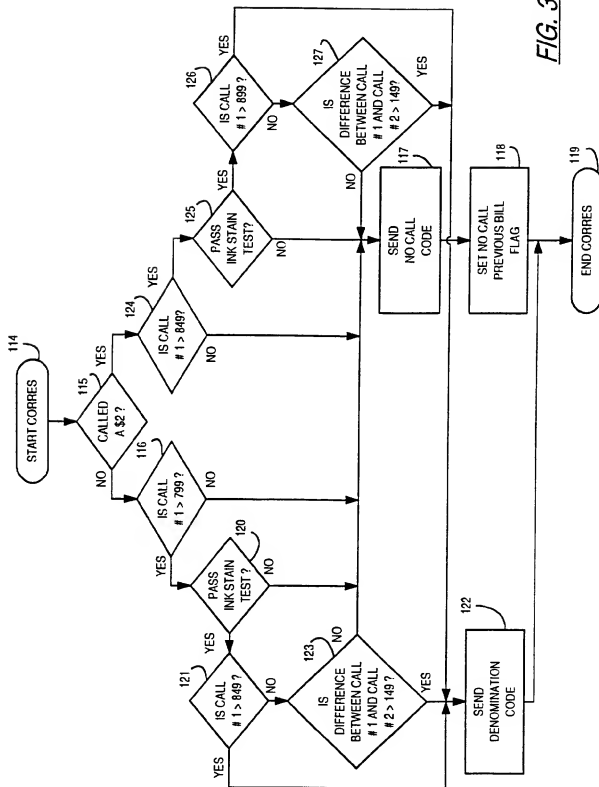 START CORRES
114
CALLED
A $2 ?
115
NO
YES
IS CALL
# 1 > 799 ?
116
YES
NO
PASS
INK STAIN
TEST ?
120
YES
NO
IS CALL
# 1 > 849 ?
121
YES
NO
IS
DIFFERENCE
BETWEEN CALL
# 1 AND CALL
# 2 > 149 ?
123
NO
YES
SEND
DENOMINATION
CODE
122
IS CALL
# 1 > 849?
124
YES
NO
PASS
INK STAIN
TEST?
125
YES
NO
IS CALL
# 1 > 899 ?
126
YES
NO
IS
DIFFERENCE
BETWEEN CALL
# 1 AND CALL
# 2 > 149?
127
NO
YES
SEND
NO CALL
CODE
117
SET NO CALL
PREVIOUS BILL
FLAG
118
END CORRES
119
FIG. 3